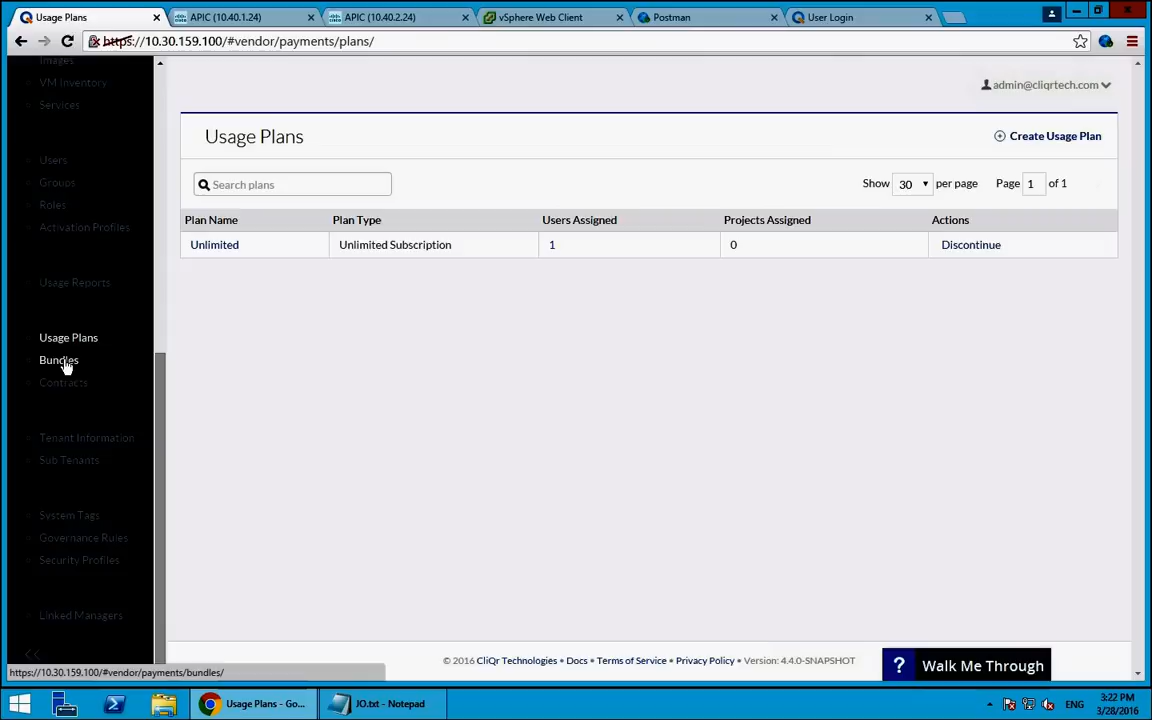 Usage Plans
APIC (10.40.1.24)
APIC (10.40.2.24)
vSphere Web Client
Postman
User Login
https://10.30.159.100/#vendor/payments/plans/
Images
VM Inventory
Services
Users
Groups
Roles
Activation Profiles
Usage Reports
Usage Plans
Bundles
Contracts
Tenant Information
Sub Tenants
System Tags
Governance Rules
Security Profiles
Linked Managers
<<
admin@cliqrtech.com
Usage Plans
Create Usage Plan
Search plans
Show 30 per page Page 1 of 1
Plan Name Plan Type Users Assigned Projects Assigned Actions
Unlimited Unlimited Subscription 1 0 Discontinue
© 2016 CliQr Technologies • Docs • Terms of Service • Privacy Policy • Version: 4.4.0-SNAPSHOT
? Walk Me Through
https://10.30.159.100/#vendor/payments/bundles/
Usage Plans - Go...
JO.txt - Notepad
ENG
3:22 PM
3/28/2016